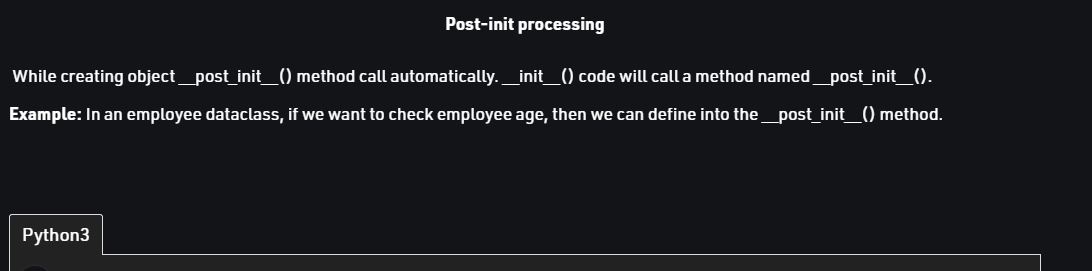 Post-init processing
While creating object __post_init__() method call automatically. __init__() code will call a method named __post_init__().
Example: In an employee dataclass, if we want to check employee age, then we can define into the __post_init__() method.
Python3